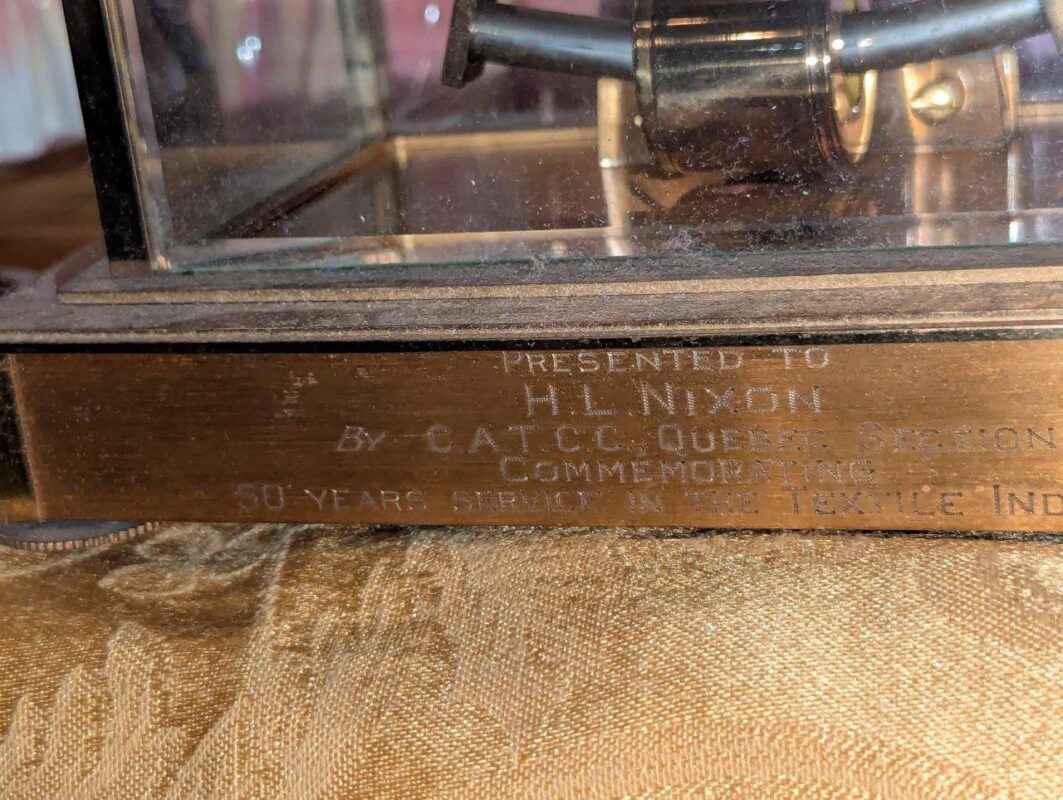 PRESENTED TO
H. L. NIXON
BY C.A.T.C.C., QUEBEC SECTION
COMMEMORATING
50 YEARS SERVICE IN THE TEXTILE IND